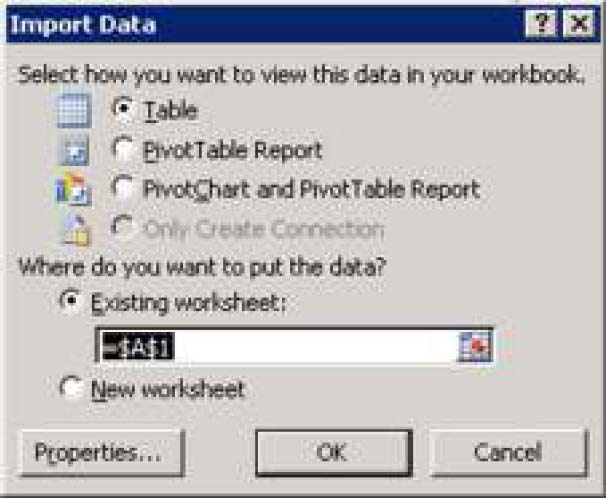 Import Data
Select how you want to view this data in your workbook.
Table
PivotTable Report
PivotChart and PivotTable Report
Only Create Connection
Where do you want to put the data?
Existing worksheet:
=$A$1
New worksheet
Properties... OK Cancel